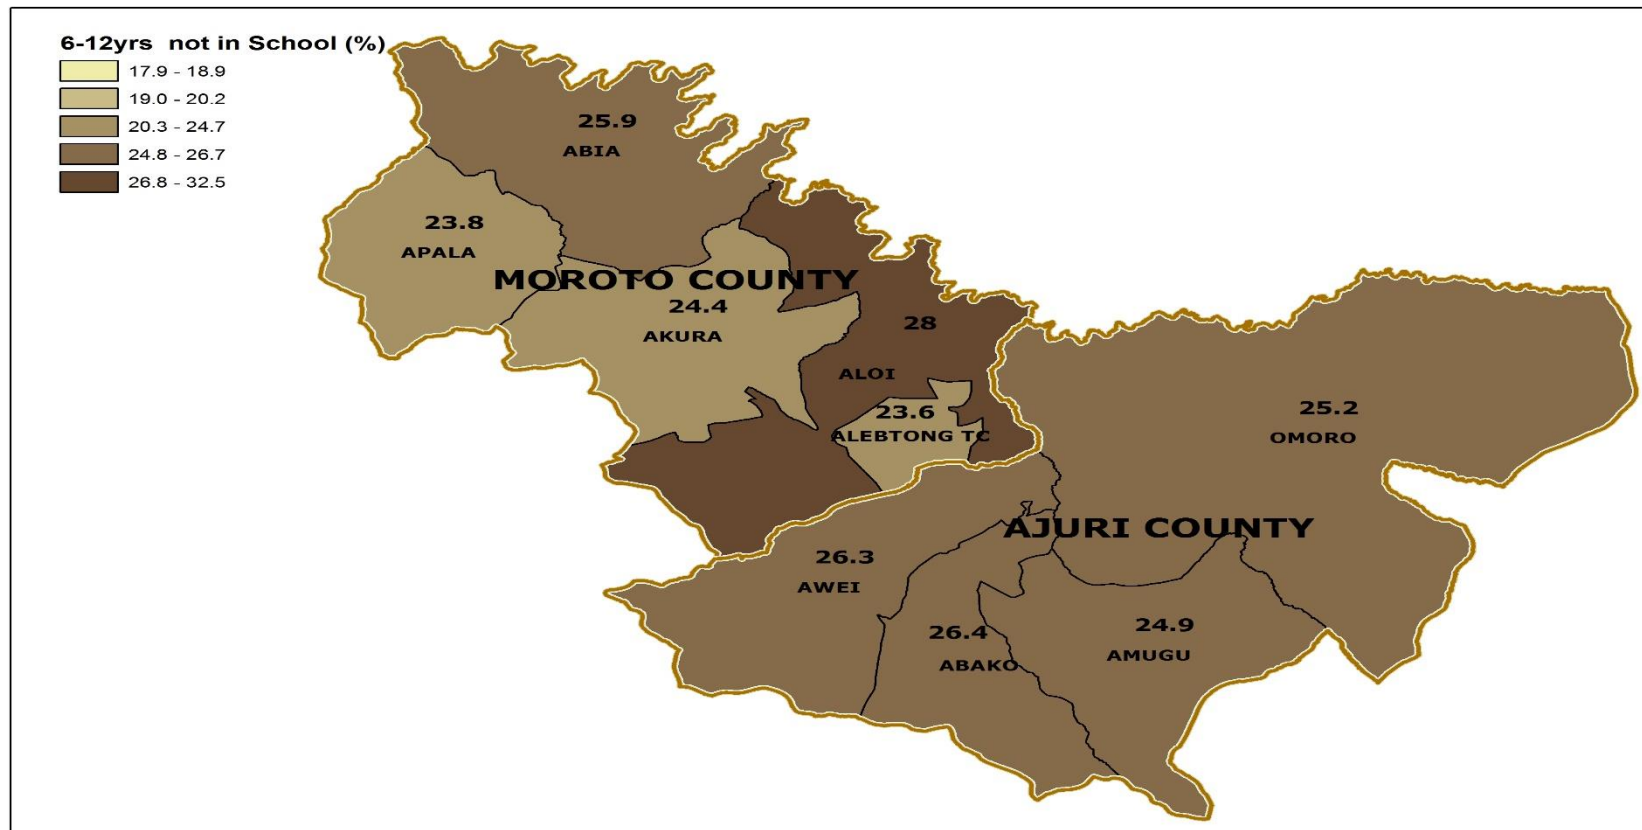 6-12yrs not in School (%)
17.9 - 18.9
19.0 - 20.2
20.3 - 24.7
24.8 - 26.7
26.8 - 32.5
25.9
ABIA
23.8
APALA
MOROTO COUNTY
24.4
AKURA
28
ALOI
23.6
ALEBTONG TC
25.2
OMORO
AJURI COUNTY
26.3
AWEI
26.4
ABAKO
24.9
AMUGU